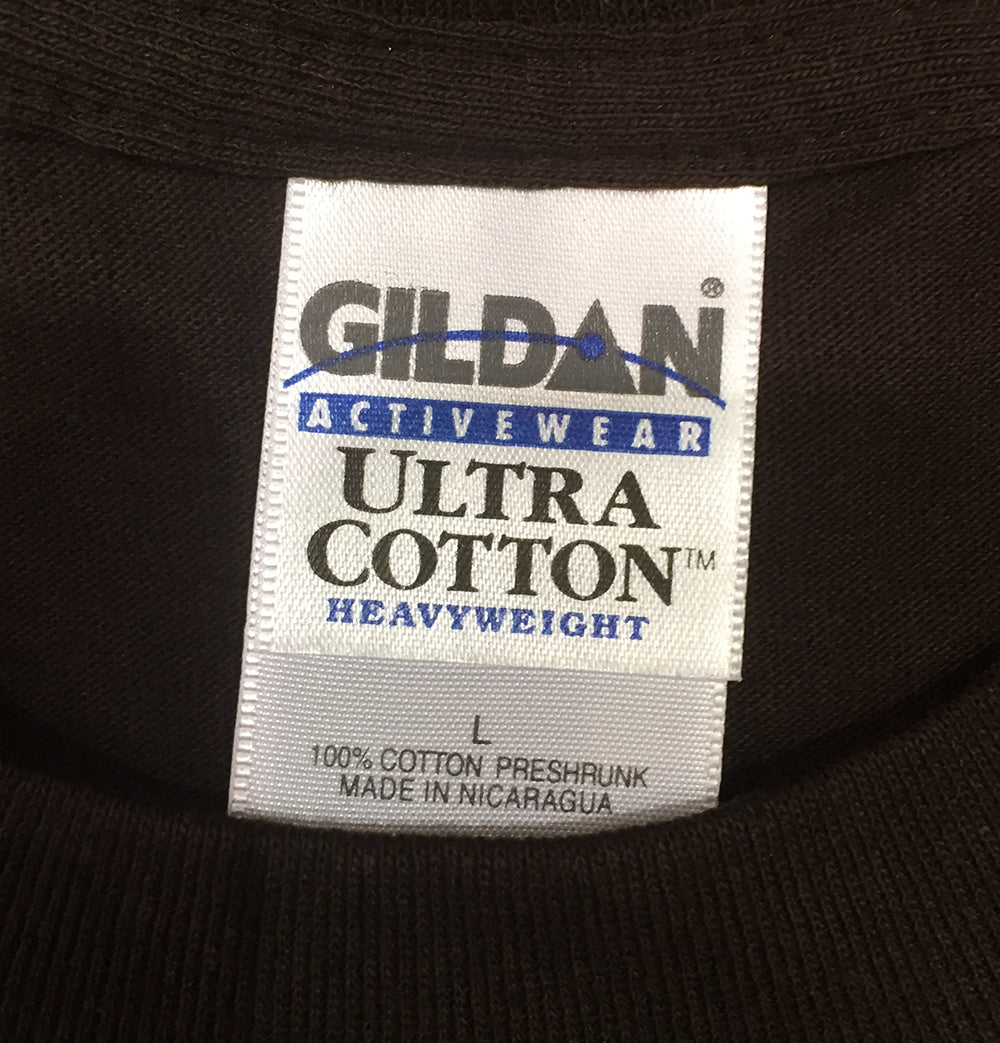 GILDAN®
ACTIVEWEAR
ULTRA
COTTON™
HEAVYWEIGHT
L
100% COTTON PRESHRUNK
MADE IN NICARAGUA